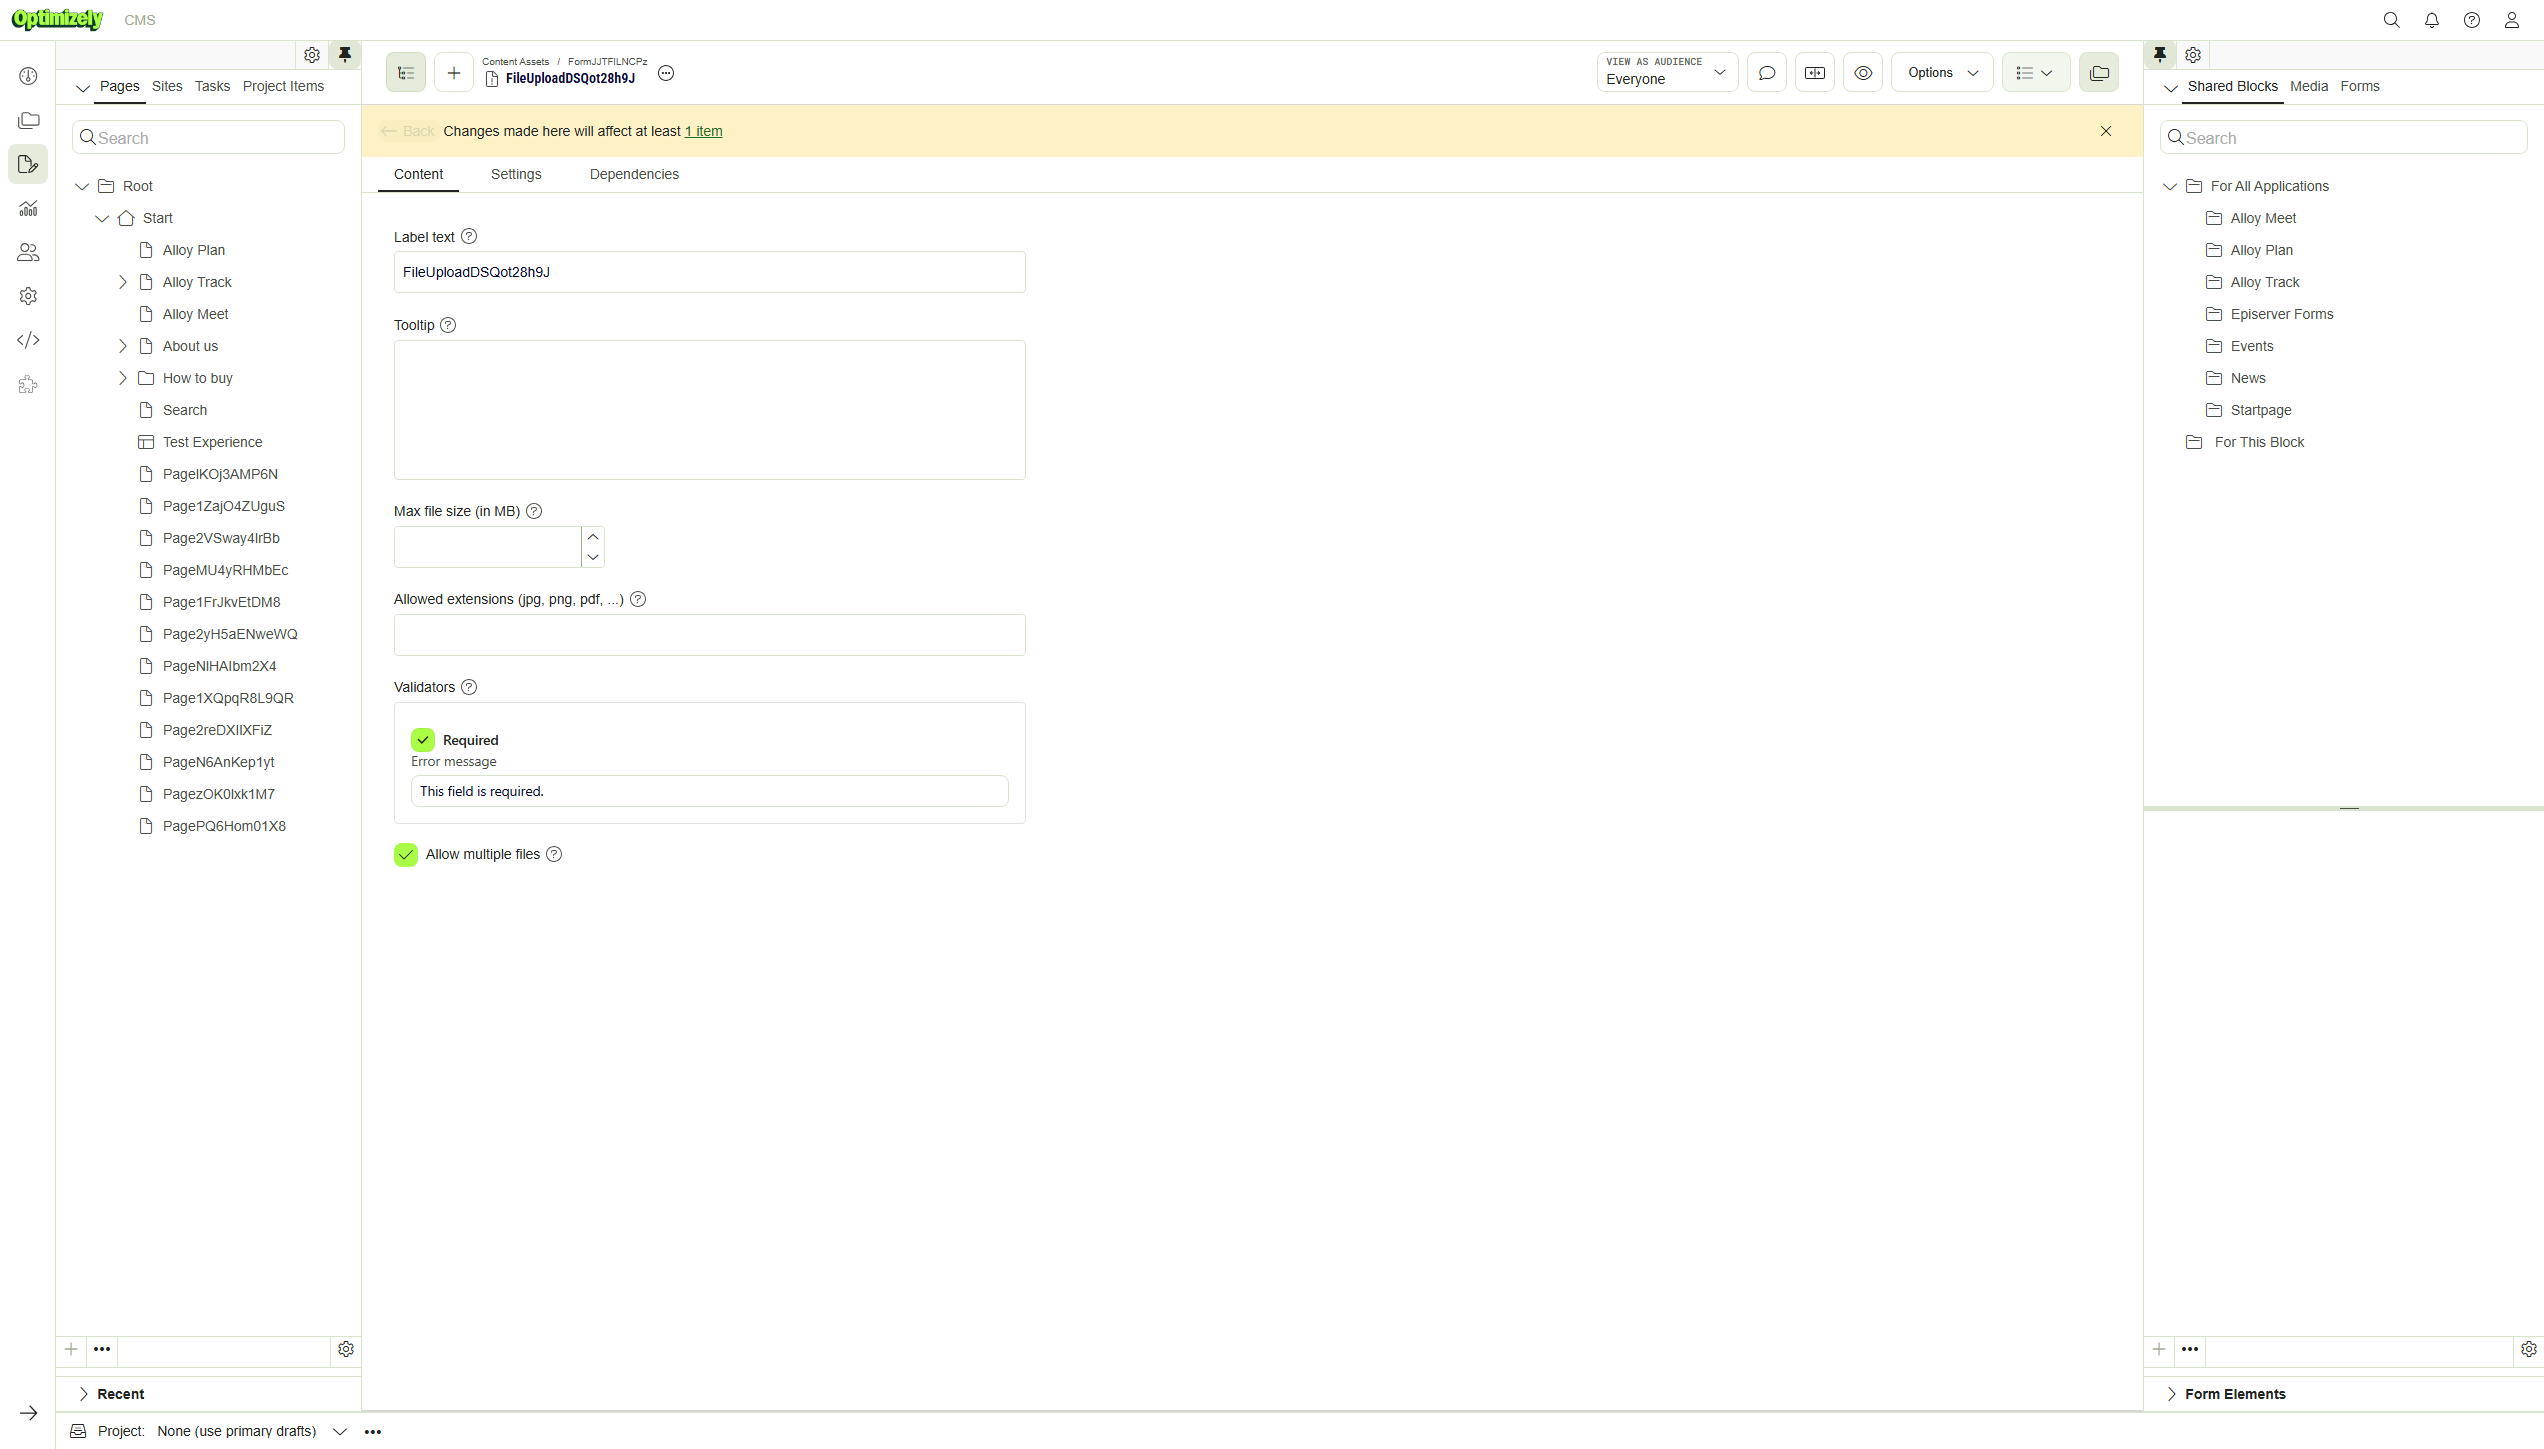 Optimizely CMS
Pages Sites Tasks Project Items
Search
Root
Start
Alloy Plan
Alloy Track
Alloy Meet
About us
How to buy
Search
Test Experience
PageIKOj3AMP6N
Page1ZajO4ZUguS
Page2VSway4IrBb
PageMU4yRHMbEc
Page1FrJkvEtDM8
Page2yH5aENweWQ
PageNIHAIbm2X4
Page1XQpqR8L9QR
Page2reDXIIXFiZ
PageN6AnKep1yt
PagezOK0lxk1M7
PagePQ6Hom01X8
Recent
Project: None (use primary drafts)
Content Assets / FormJJTFILNCPz
FileUploadDSQot28h9J
VIEW AS AUDIENCE
Everyone
Options
Back Changes made here will affect at least 1 item
Content Settings Dependencies
Label text
FileUploadDSQot28h9J
Tooltip
Max file size (in MB)
Allowed extensions (jpg, png, pdf, ...)
Validators
Required
Error message
This field is required.
Allow multiple files
Shared Blocks Media Forms
Search
For All Applications
Alloy Meet
Alloy Plan
Alloy Track
Episerver Forms
Events
News
Startpage
For This Block
Form Elements